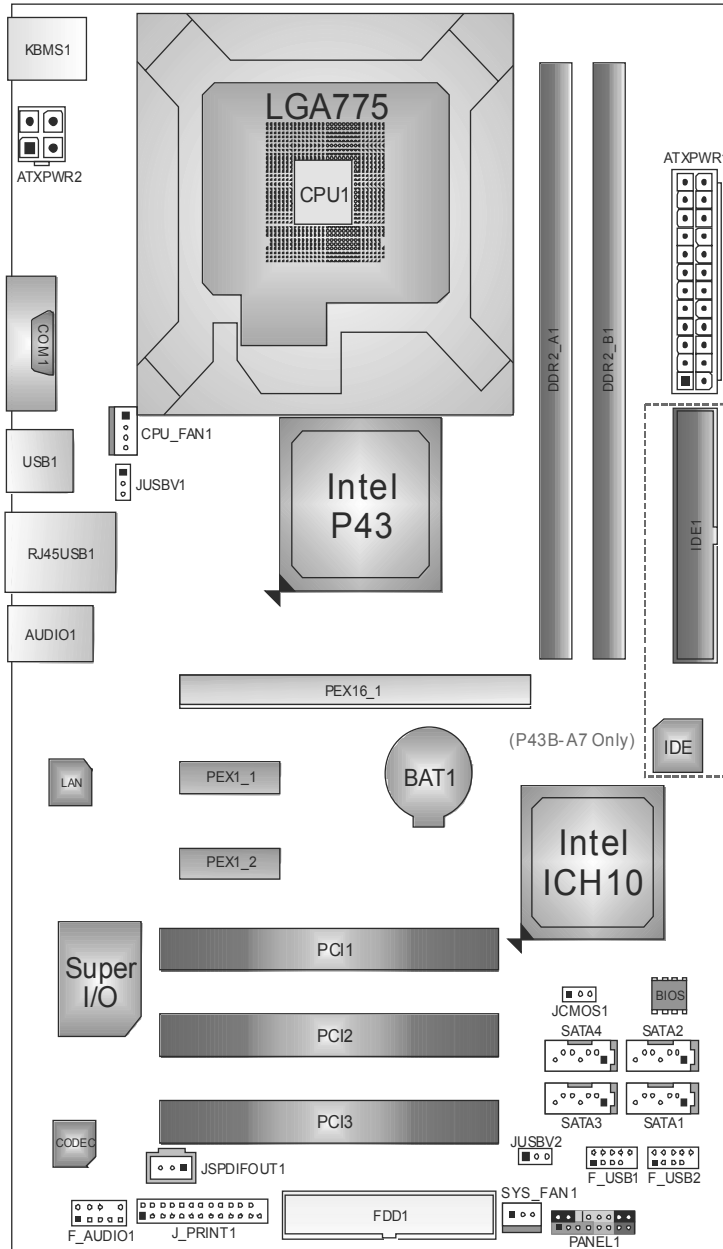 KBMS1
LGA775
CPU1
ATXPWR2
ATXPWR1
COM1
DDR2_A1
DDR2_B1
CPU_FAN1
USB1
JUSBV1
Intel
P43
IDE1
RJ45USB1
AUDIO1
PEX16_1
(P43B-A7 Only)
IDE
LAN
PEX1_1
BAT1
PEX1_2
Intel
ICH10
Super
I/O
PCI1
JCMOS1
BIOS
PCI2
SATA4
SATA2
PCI3
SATA3
SATA1
CODEC
JSPDIFOUT1
JUSBV2
F_USB1
F_USB2
F_AUDIO1
J_PRINT1
FDD1
SYS_FAN1
PANEL1